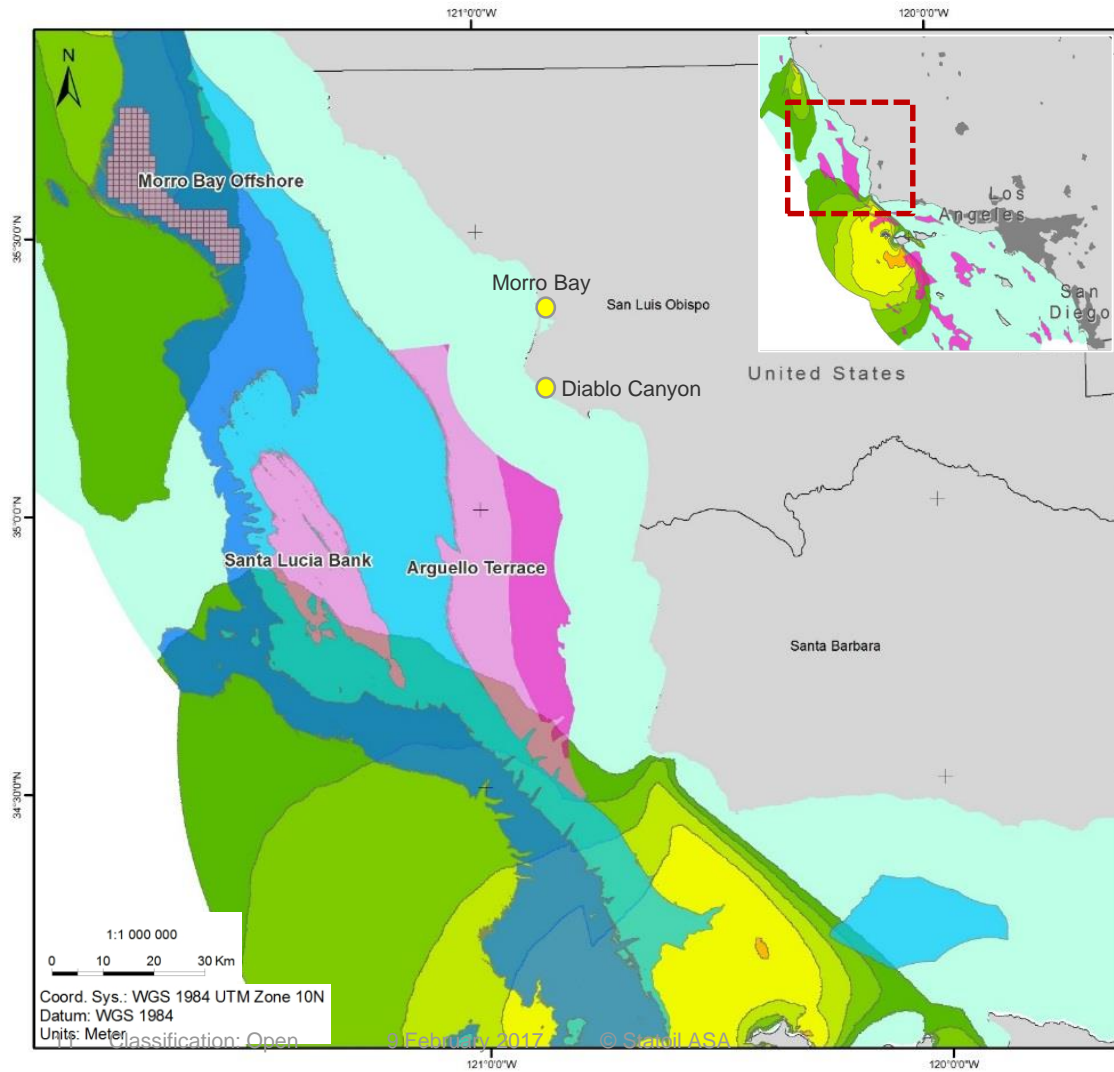 121°0'0"W
120°0'0"W
N
Morro Bay Offshore
Los
Angeles
San
Diego
35°30'0"N
Morro Bay
San Luis Obispo
United States
Diablo Canyon
35°0'0"N
Santa Lucia Bank
Arguello Terrace
Santa Barbara
34°30'0"N
1:1 000 000
0 10 20 30 Km
Coord. Sys.: WGS 1984 UTM Zone 10N
Datum: WGS 1984
Units: Meter
11 Classification: Open 9 February 2017 © Statoil ASA
121°0'0"W
120°0'0"W